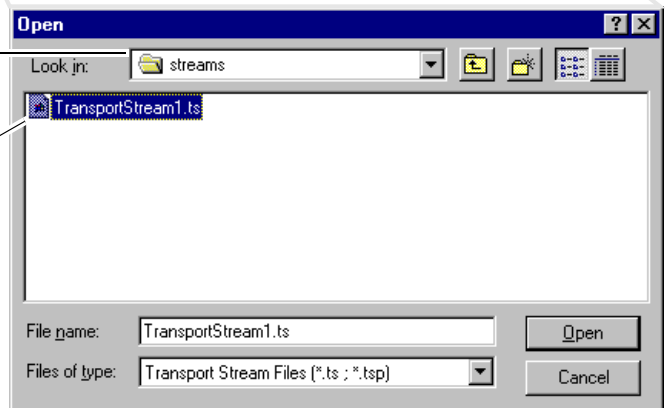 Open
Look in: streams
TransportStream1.ts
File name: TransportStream1.ts
Open
Files of type: Transport Stream Files (*.ts ; *.tsp)
Cancel